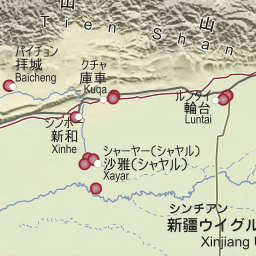 山
Tien Shan
山
バイチョン
拝城
Baicheng
クチャ
庫車
Kuqa
ルンタイ
輪台
Luntai
シンホー
新和
Xinhe
シャーヤー(シャヤル)
沙雅(シャヤル)
Xayar
シンチアン
新疆ウイグル
Xinjiang